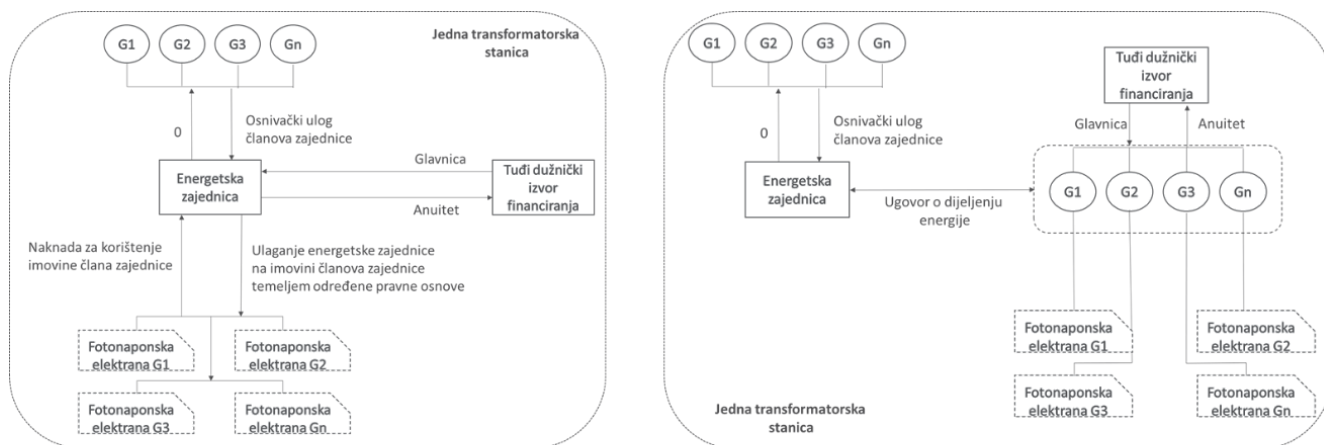 G1
G2
G3
Gn
Jedna transformatorska
stanica
0
Osnivački ulog
članova zajednice
Energetska
zajednica
Glavnica
Anuitet
Tuđi dužnički
izvor
financiranja
Naknada za korištenje
imovine člana zajednice
Ulaganje energetske zajednice
na imovini članova zajednice
temeljem određene pravne osnove
Fotonaponska
elektrana G1
Fotonaponska
elektrana G2
Fotonaponska
elektrana G3
Fotonaponska
elektrana Gn
G1
G2
G3
Gn
0
Osnivački ulog
članova zajednice
Energetska
zajednica
Ugovor o dijeljenju
energije
Tuđi dužnički
izvor
financiranja
Glavnica
Anuitet
G1
G2
G3
Gn
Fotonaponska
elektrana G1
Fotonaponska
elektrana G2
Fotonaponska
elektrana G3
Fotonaponska
elektrana Gn
Jedna transformatorska
stanica